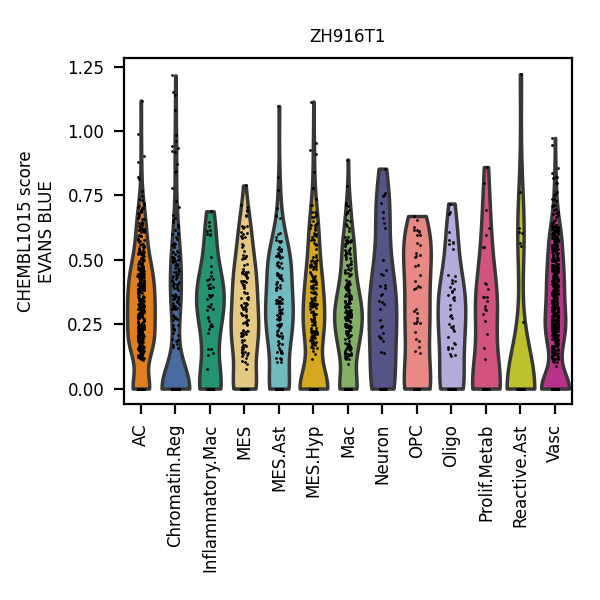 ZH916T1
CHEMBL1015 score
EVANS BLUE
1.25
1.00
0.75
0.50
0.25
0.00
AC
Chromatin.Reg
Inflammatory.Mac
MES
MES.Ast
MES.Hyp
Mac
Neuron
OPC
Oligo
Prolif.Metab
Reactive.Ast
Vasc